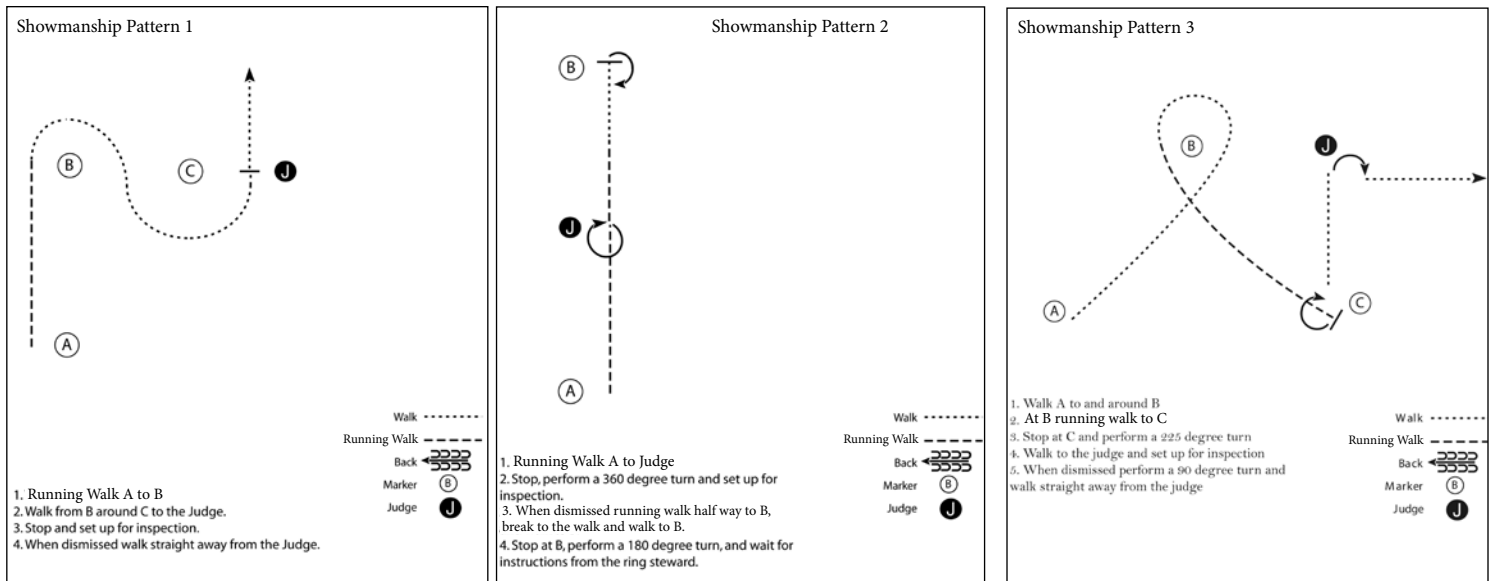 Showmanship Pattern 1
B
C
J
A
Walk
Running Walk
Back
Marker B
Judge J
1. Running Walk A to B
2. Walk from B around C to the Judge.
3. Stop and set up for inspection.
4. When dismissed walk straight away from the Judge.
Showmanship Pattern 2
B
J
A
Walk
Running Walk
Back
Marker B
Judge J
1. Running Walk A to Judge
2. Stop, perform a 360 degree turn and set up for
inspection.
3. When dismissed running walk half way to B,
break to the walk and walk to B.
4. Stop at B, perform a 180 degree turn, and wait for
instructions from the ring steward.
Showmanship Pattern 3
B
J
A
C
1. Walk A to and around B
2. At B running walk to C
3. Stop at C and perform a 225 degree turn
4. Walk to the judge and set up for inspection
5. When dismissed perform a 90 degree turn and
walk straight away from the judge
Walk
Running Walk
Back
Marker B
Judge J